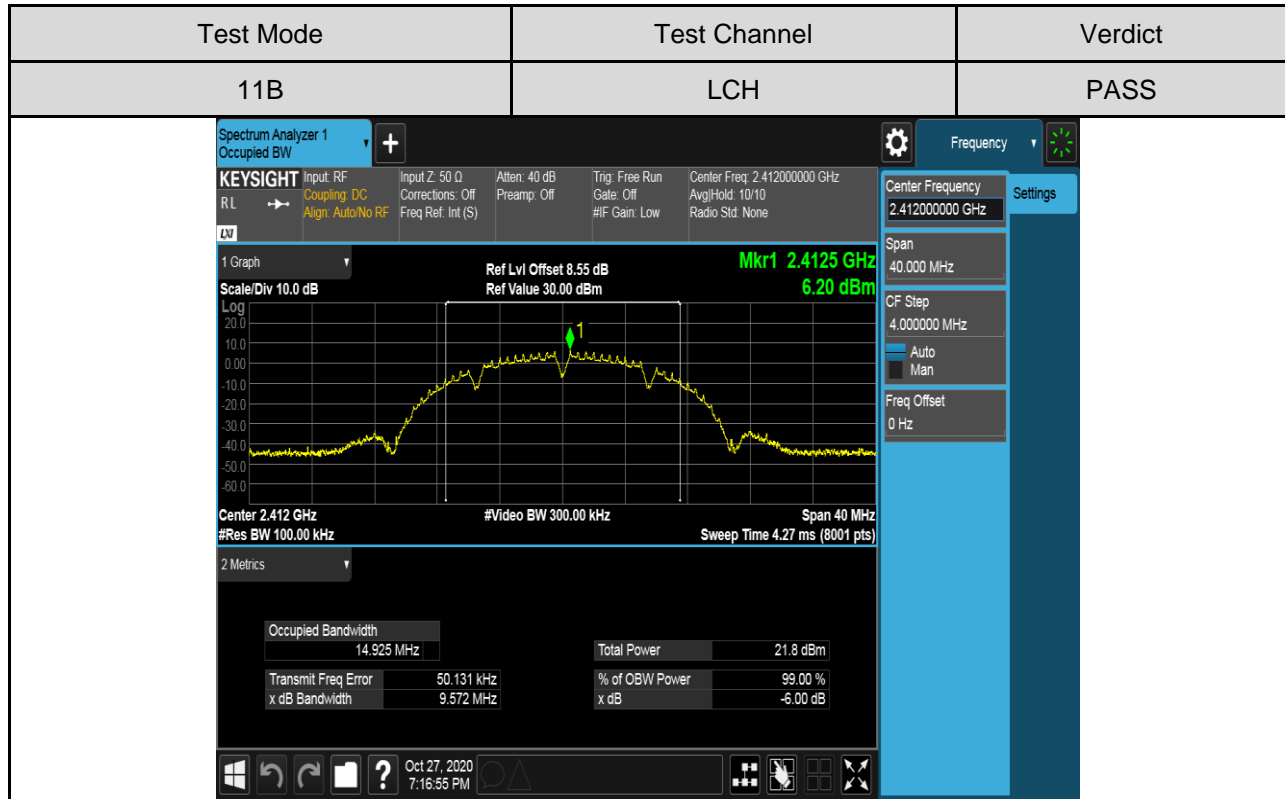 Test Mode Test Channel Verdict
11B LCH PASS
Spectrum Analyzer 1
Occupied BW
+
Frequency
KEYSIGHT Input: RF Input Z: 50 Ω Atten: 40 dB Trig: Free Run Center Freq: 2.412000000 GHz
Coupling: DC Corrections: Off Preamp: Off Gate: Off Avg|Hold: 10/10
RL Align: Auto/No RF Freq Ref: Int (S) #IF Gain: Low Radio Std: None
LXI
Center Frequency
2.412000000 GHz
Settings
Span
40.000 MHz
CF Step
4.000000 MHz
Auto
Man
Freq Offset
0 Hz
1 Graph
Ref Lvl Offset 8.55 dB
Mkr1 2.4125 GHz
Scale/Div 10.0 dB
Ref Value 30.00 dBm
6.20 dBm
Log
20.0
10.0
0.00
-10.0
-20.0
-30.0
-40.0
-50.0
-60.0
1
Center 2.412 GHz #Video BW 300.00 kHz Span 40 MHz
#Res BW 100.00 kHz Sweep Time 4.27 ms (8001 pts)
2 Metrics
Occupied Bandwidth
14.925 MHz
Total Power 21.8 dBm
Transmit Freq Error 50.131 kHz % of OBW Power 99.00 %
x dB Bandwidth 9.572 MHz x dB -6.00 dB
?
Oct 27, 2020
7:16:55 PM